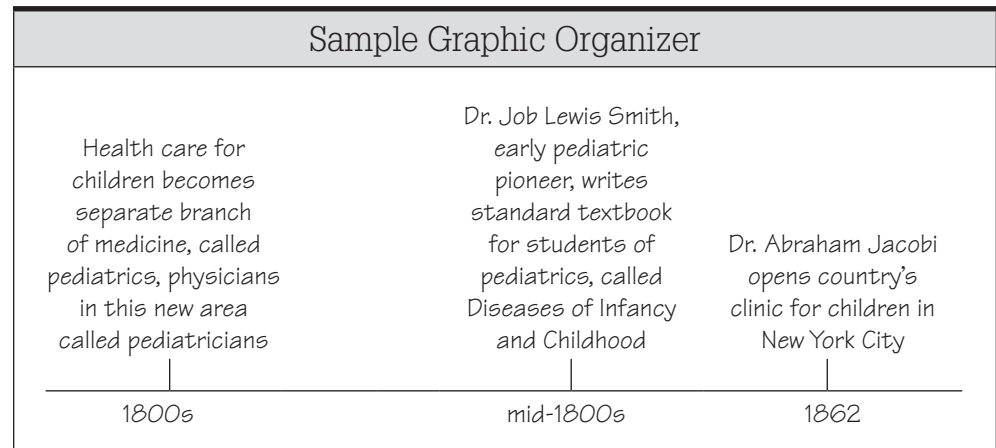 Sample Graphic Organizer
Health care for
children becomes
separate branch
of medicine, called
pediatrics, physicians
in this new area
called pediatricians
Dr. Job Lewis Smith,
early pediatric
pioneer, writes
standard textbook
for students of
pediatrics, called
Diseases of Infancy
and Childhood
Dr. Abraham Jacobi
opens country's
clinic for children in
New York City
1800s
mid-1800s
1862